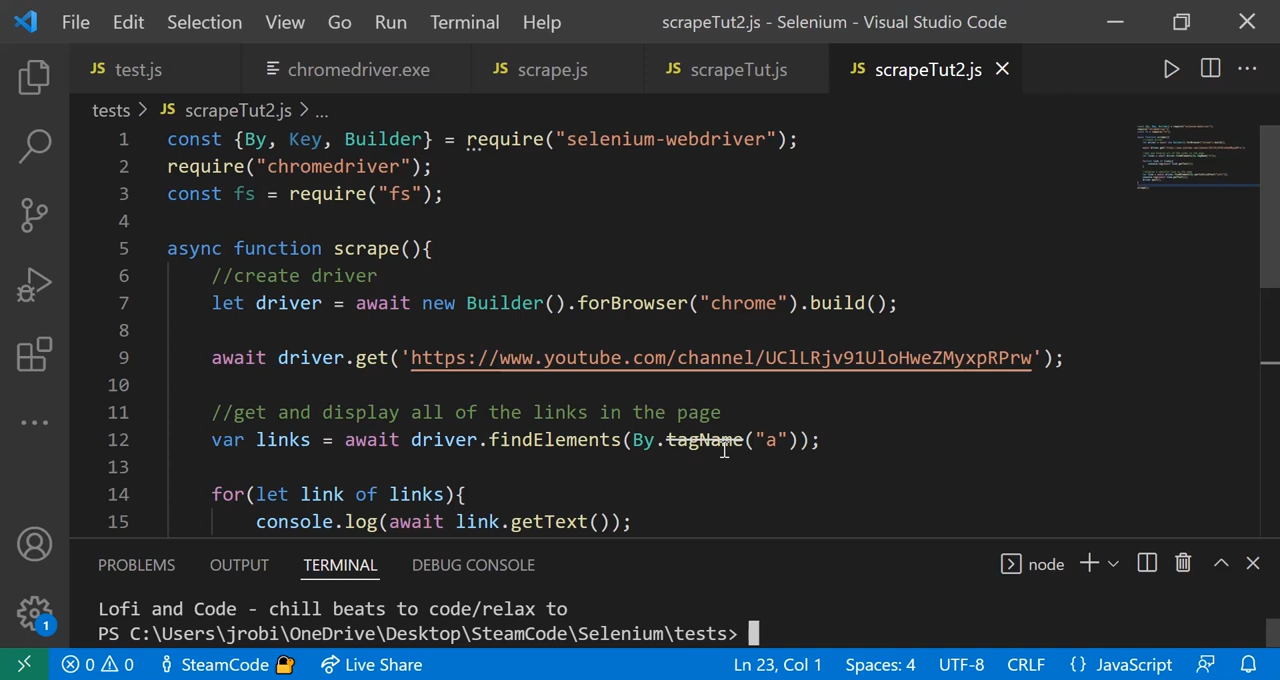 File Edit Selection View Go Run Terminal Help scrapeTut2.js - Selenium - Visual Studio Code
JS test.js chromedriver.exe JS scrape.js JS scrapeTut.js JS scrapeTut2.js
tests > JS scrapeTut2.js > ...
1 const {By, Key, Builder} = require("selenium-webdriver");
2 require("chromedriver");
3 const fs = require("fs");
4
5 async function scrape(){
6 //create driver
7 let driver = await new Builder().forBrowser("chrome").build();
8
9 await driver.get('https://www.youtube.com/channel/UClLRjv91UloHweZMyxpRPrw');
10
11 //get and display all of the links in the page
12 var links = await driver.findElements(By.tagName("a"));
13
14 for(let link of links){
15 console.log(await link.getText());
PROBLEMS OUTPUT TERMINAL DEBUG CONSOLE node
Lofi and Code - chill beats to code/relax to
PS C:\Users\jrobi\OneDrive\Desktop\SteamCode\Selenium\tests>
1
0 0 SteamCode Live Share Ln 23, Col 1 Spaces: 4 UTF-8 CRLF {} JavaScript